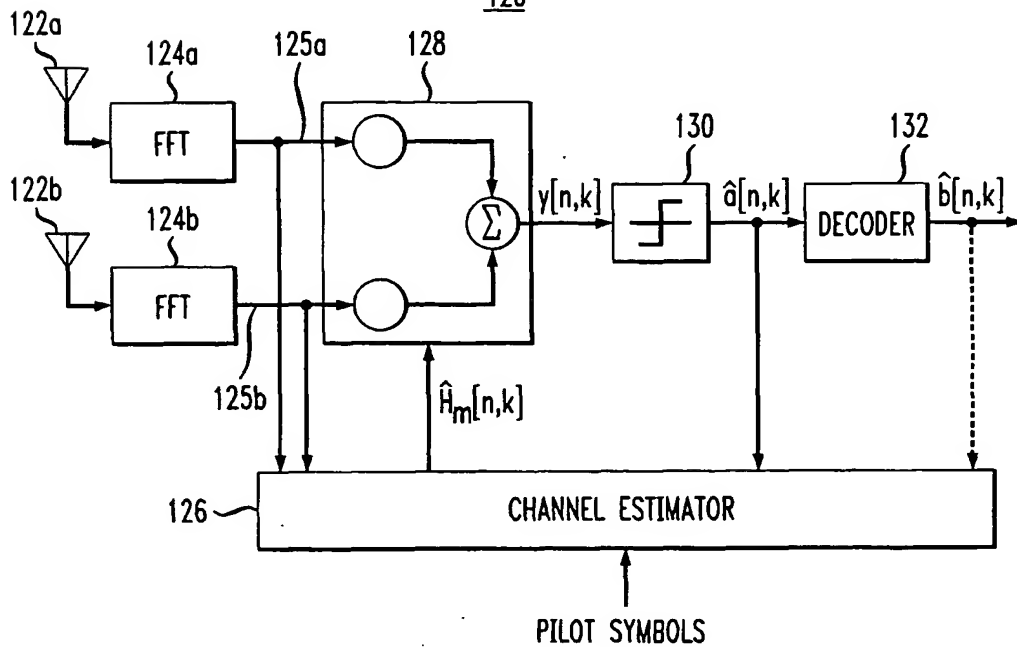 122a
124a
125a
128
FFT
130
132
122b
124b
Σ
y[n,k]
â[n,k]
DECODER
b̂[n,k]
FFT
125b
Ĥm[n,k]
126
CHANNEL ESTIMATOR
PILOT SYMBOLS